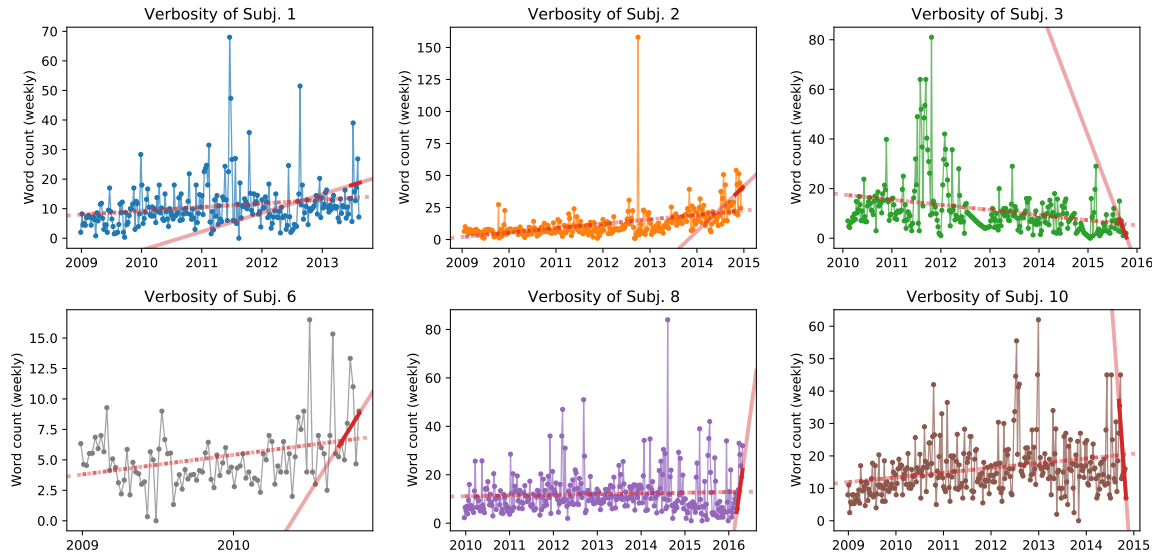 Verbosity of Subj. 1
Word count (weekly)
70
60
50
40
30
20
10
0
2009 2010 2011 2012 2013
Verbosity of Subj. 2
Word count (weekly)
150
125
100
75
50
25
0
2009 2010 2011 2012 2013 2014 2015
Verbosity of Subj. 3
Word count (weekly)
80
60
40
20
0
2010 2011 2012 2013 2014 2015 2016
Verbosity of Subj. 6
Word count (weekly)
15.0
12.5
10.0
7.5
5.0
2.5
0.0
2009 2010
Verbosity of Subj. 8
Word count (weekly)
80
60
40
20
0
2010 2011 2012 2013 2014 2015 2016
Verbosity of Subj. 10
Word count (weekly)
60
50
40
30
20
10
0
2009 2010 2011 2012 2013 2014 2015